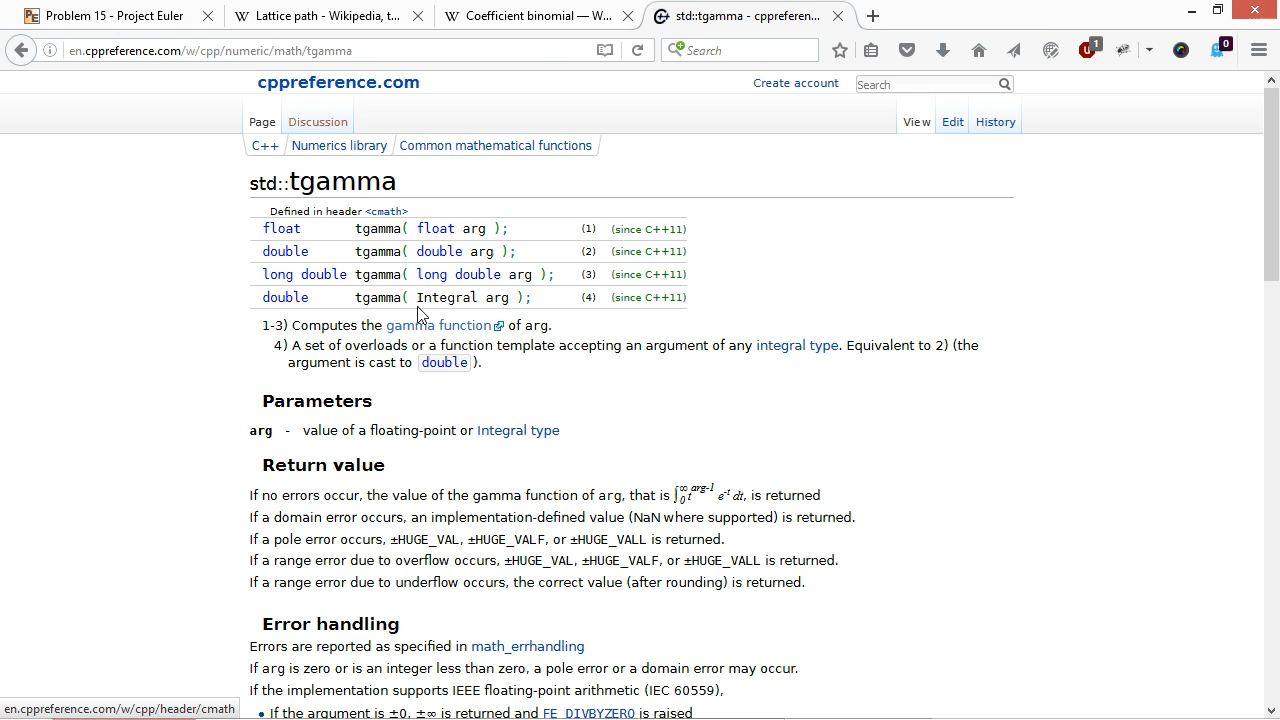 Problem 15 - Project Euler
Lattice path - Wikipedia, t...
Coefficient binomial — W...
std::tgamma - cppreferen...
en.cppreference.com/w/cpp/numeric/math/tgamma
Search
1
0
cppreference.com
Create account
Search
Page
Discussion
View
Edit
History
C++
Numerics library
Common mathematical functions
std::tgamma
Defined in header <cmath>
float tgamma( float arg ); (1) (since C++11)
double tgamma( double arg ); (2) (since C++11)
long double tgamma( long double arg ); (3) (since C++11)
double tgamma( Integral arg ); (4) (since C++11)
1-3) Computes the gamma function of arg.
4) A set of overloads or a function template accepting an argument of any integral type. Equivalent to 2) (the
argument is cast to double).
Parameters
arg - value of a floating-point or Integral type
Return value
If no errors occur, the value of the gamma function of arg, that is ∫₀^∞ t^arg-1 e^-t dt, is returned
If a domain error occurs, an implementation-defined value (NaN where supported) is returned.
If a pole error occurs, ±HUGE_VAL, ±HUGE_VALF, or ±HUGE_VALL is returned.
If a range error due to overflow occurs, ±HUGE_VAL, ±HUGE_VALF, or ±HUGE_VALL is returned.
If a range error due to underflow occurs, the correct value (after rounding) is returned.
Error handling
Errors are reported as specified in math_errhandling
If arg is zero or is an integer less than zero, a pole error or a domain error may occur.
If the implementation supports IEEE floating-point arithmetic (IEC 60559),
• If the argument is ±0, ±∞ is returned and FE_DIVBYZERO is raised
en.cppreference.com/w/cpp/header/cmath